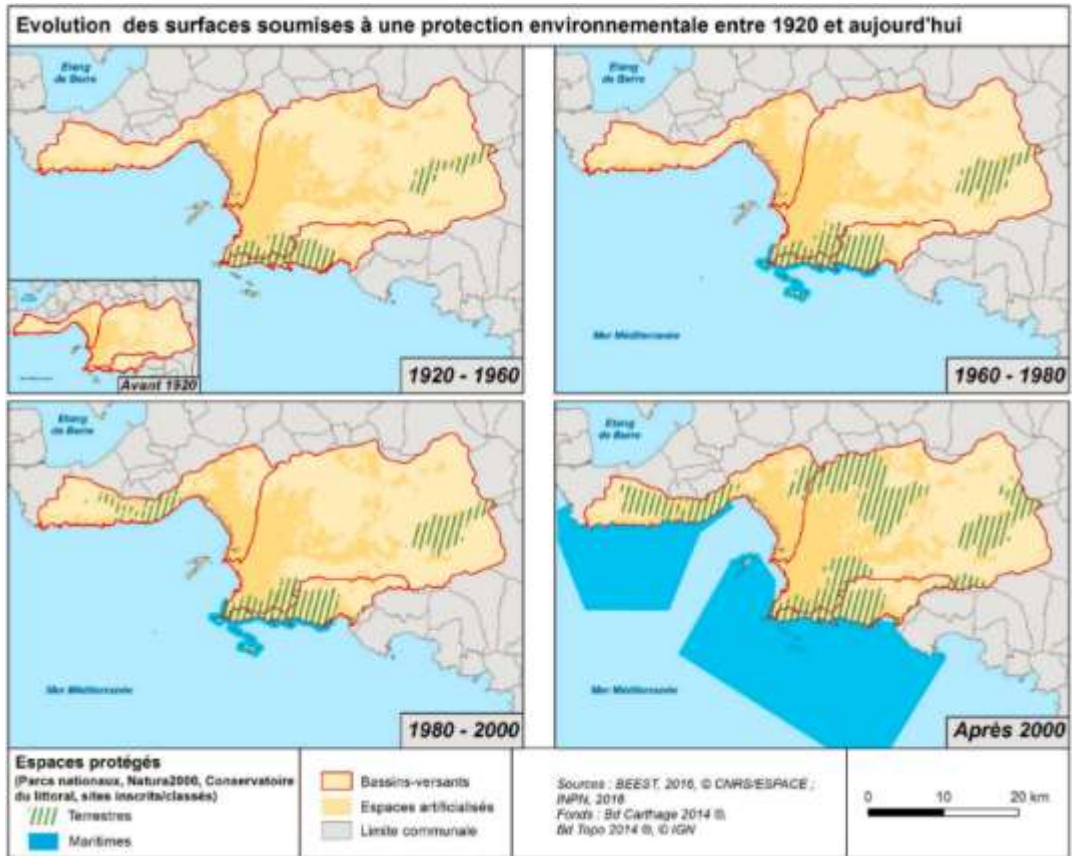 Evolution des surfaces soumises à une protection environnementale entre 1920 et aujourd'hui
Etang
de Berre
Avant 1920
1920 - 1960
Etang
de Berre
Mer Méditerranée
1960 - 1980
Etang
de Berre
Mer Méditerranée
1980 - 2000
Etang
de Berre
Mer Méditerranée
Après 2000
Espaces protégés
(Parcs nationaux, Natura2000, Conservatoire
du littoral, sites inscrits/classés)
Terrestres
Maritimes
Bassins-versants
Espaces artificialisés
Limite communale
Sources : BEEST, 2016, © CNRS/ESPACE ;
INPN, 2016
Fonds : Bd Carthage 2014 ®,
Bd Topo 2014 ®, © IGN
0 10 20 km